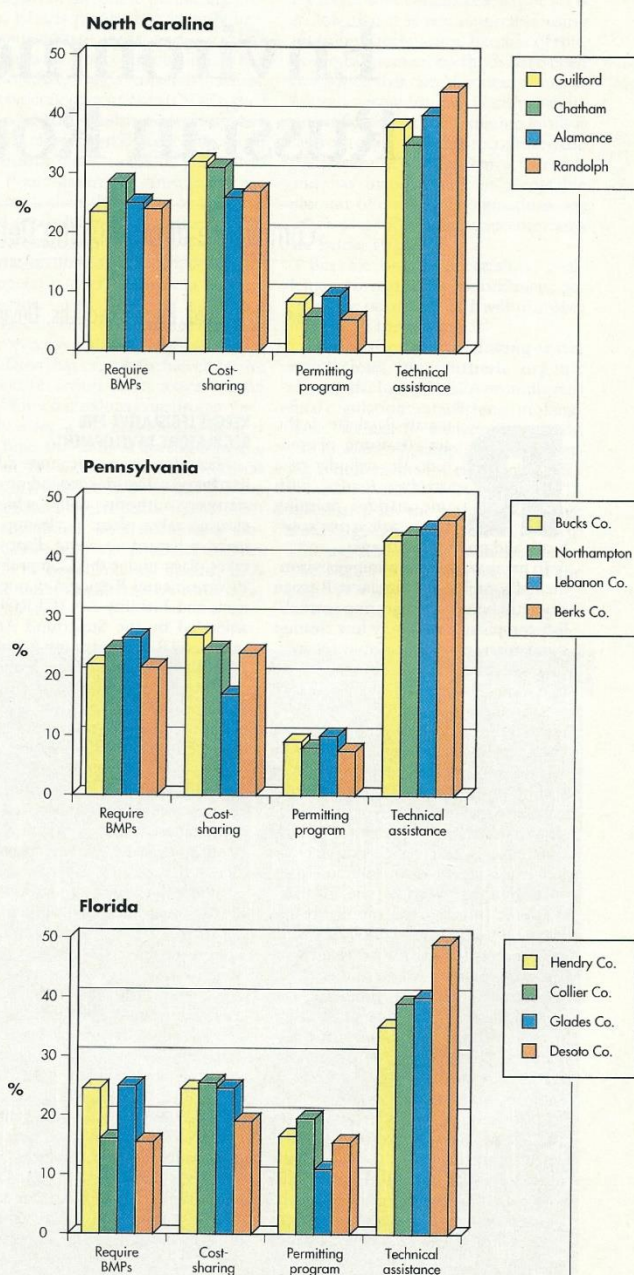 North Carolina
50
40
30
%
20
10
0
Require
BMPs
Cost-
sharing
Permitting
program
Technical
assistance
Guilford
Chatham
Alamance
Randolph
Pennsylvania
50
40
30
%
20
10
0
Require
BMPs
Cost-
sharing
Permitting
program
Technical
assistance
Bucks Co.
Northampton
Lebanon Co.
Berks Co.
Florida
50
40
30
%
20
10
0
Require
BMPs
Cost-
sharing
Permitting
program
Technical
assistance
Hendry Co.
Collier Co.
Glades Co.
Desoto Co.